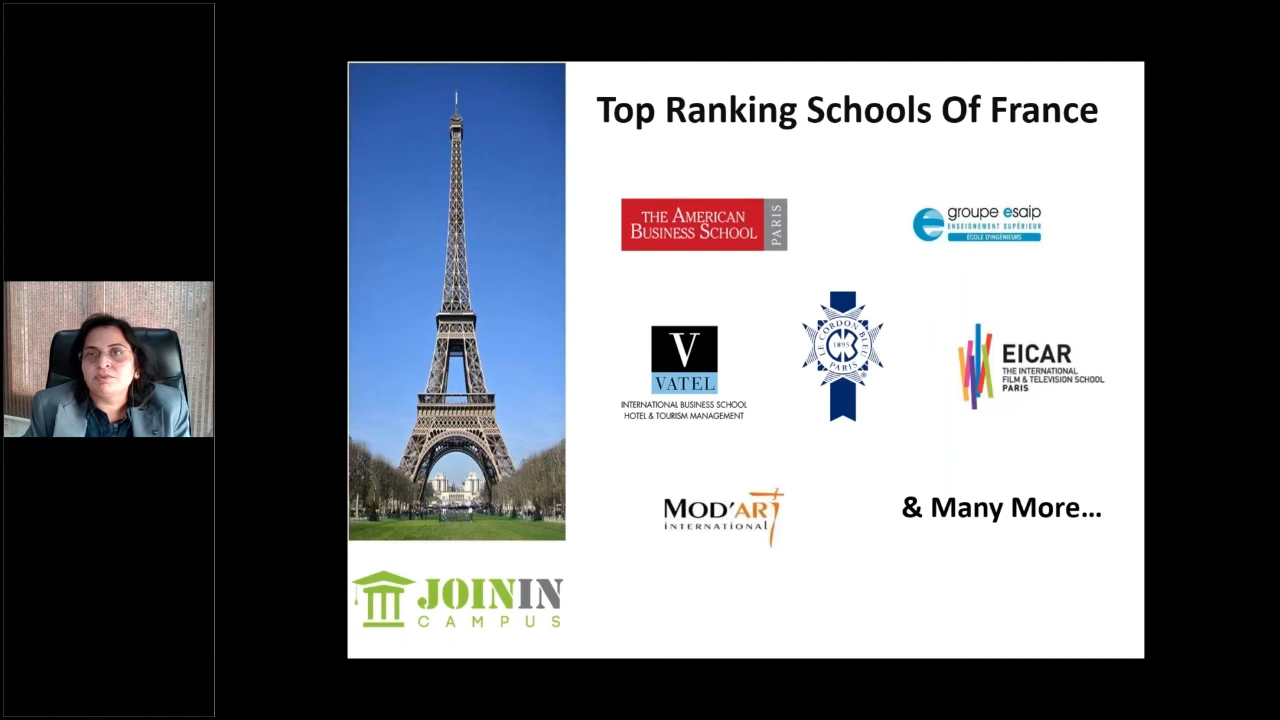 Top Ranking Schools Of France
THE AMERICAN
BUSINESS SCHOOL
PARIS
groupe esaip
ENSEIGNEMENT SUPÉRIEUR
ÉCOLE D'INGÉNIEURS
V
VATEL
INTERNATIONAL BUSINESS SCHOOL
HOTEL & TOURISM MANAGEMENT
LE CORDON BLEU
1895
PARIS
®
EICAR
THE INTERNATIONAL
FILM & TELEVISION SCHOOL
PARIS
MOD'ART
INTERNATIONAL
& Many More...
JOININ
CAMPUS